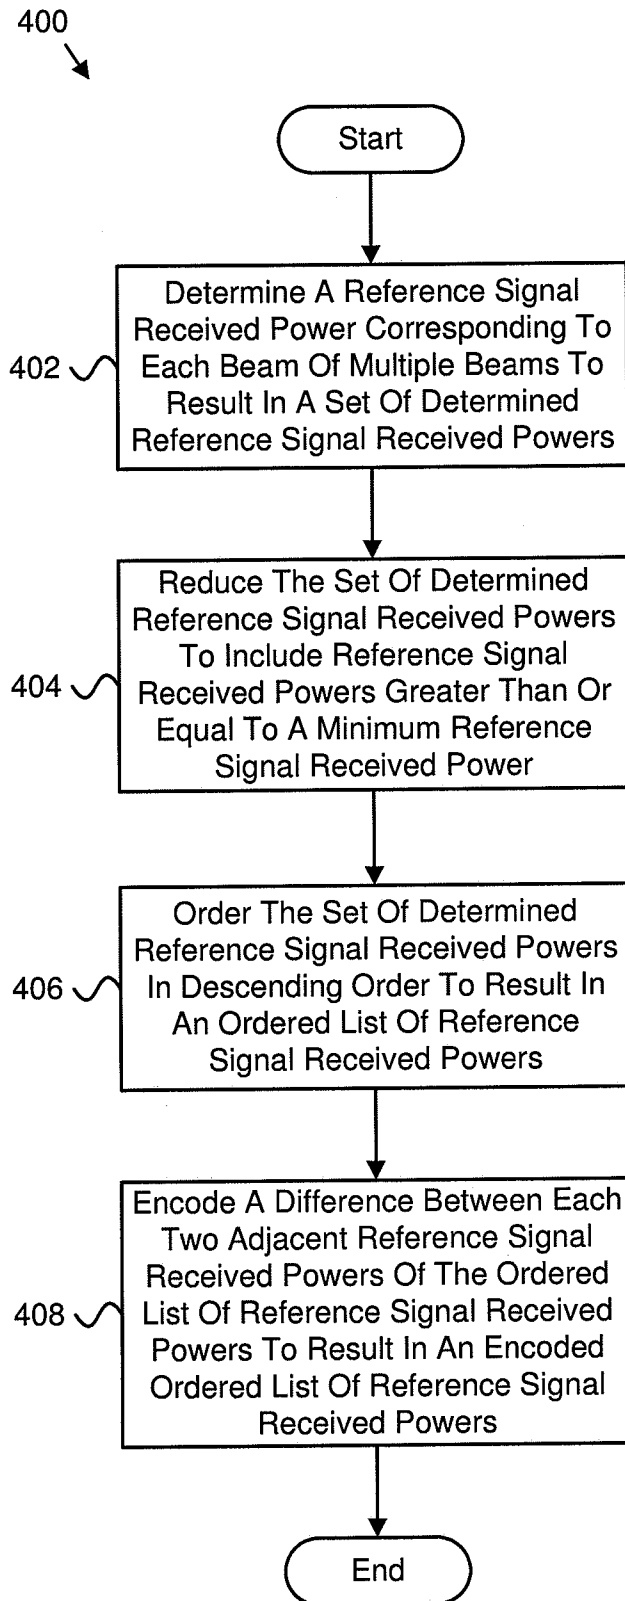 400
Start
402
Determine A Reference Signal
Received Power Corresponding To
Each Beam Of Multiple Beams To
Result In A Set Of Determined
Reference Signal Received Powers
404
Reduce The Set Of Determined
Reference Signal Received Powers
To Include Reference Signal
Received Powers Greater Than Or
Equal To A Minimum Reference
Signal Received Power
406
Order The Set Of Determined
Reference Signal Received Powers
In Descending Order To Result In
An Ordered List Of Reference
Signal Received Powers
408
Encode A Difference Between Each
Two Adjacent Reference Signal
Received Powers Of The Ordered
List Of Reference Signal Received
Powers To Result In An Encoded
Ordered List Of Reference Signal
Received Powers
End